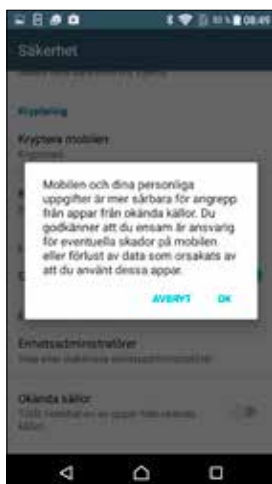 08:49
Säkerhet
Kryptering
Kryptera mobilen
Mobilen och dina personliga
uppgifter är mer sårbara för angrepp
från appar från okända källor. Du
godkänner att du ensam är ansvarig
för eventuella skador på mobilen
eller förlust av data som orsakats av
att du använt dessa appar.
AVBRYT OK
Enhetsadministratörer
Okända källor